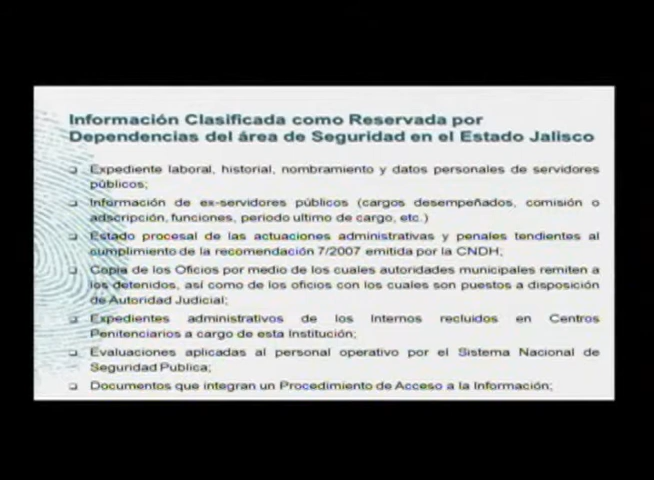 Información Clasificada como Reservada por
Dependencias del área de Seguridad en el Estado Jalisco
❑ Expediente laboral, historial, nombramiento y datos personales de servidores
públicos;
❑ Información de ex-servidores públicos (cargos desempeñados, comisión o
adscripción, funciones, periodo ultimo de cargo, etc.)
❑ Estado procesal de las actuaciones administrativas y penales tendientes al
cumplimiento de la recomendación 7/2007 emitida por la CNDH;
❑ Copia de los Oficios por medio de los cuales autoridades municipales remiten a
los detenidos, así como de los oficios con los cuales son puestos a disposición
de Autoridad Judicial;
❑ Expedientes administrativos de los Internos recluidos en Centros
Penitenciarios a cargo de esta Institución;
❑ Evaluaciones aplicadas al personal operativo por el Sistema Nacional de
Seguridad Publica;
❑ Documentos que integran un Procedimiento de Acceso a la Información;